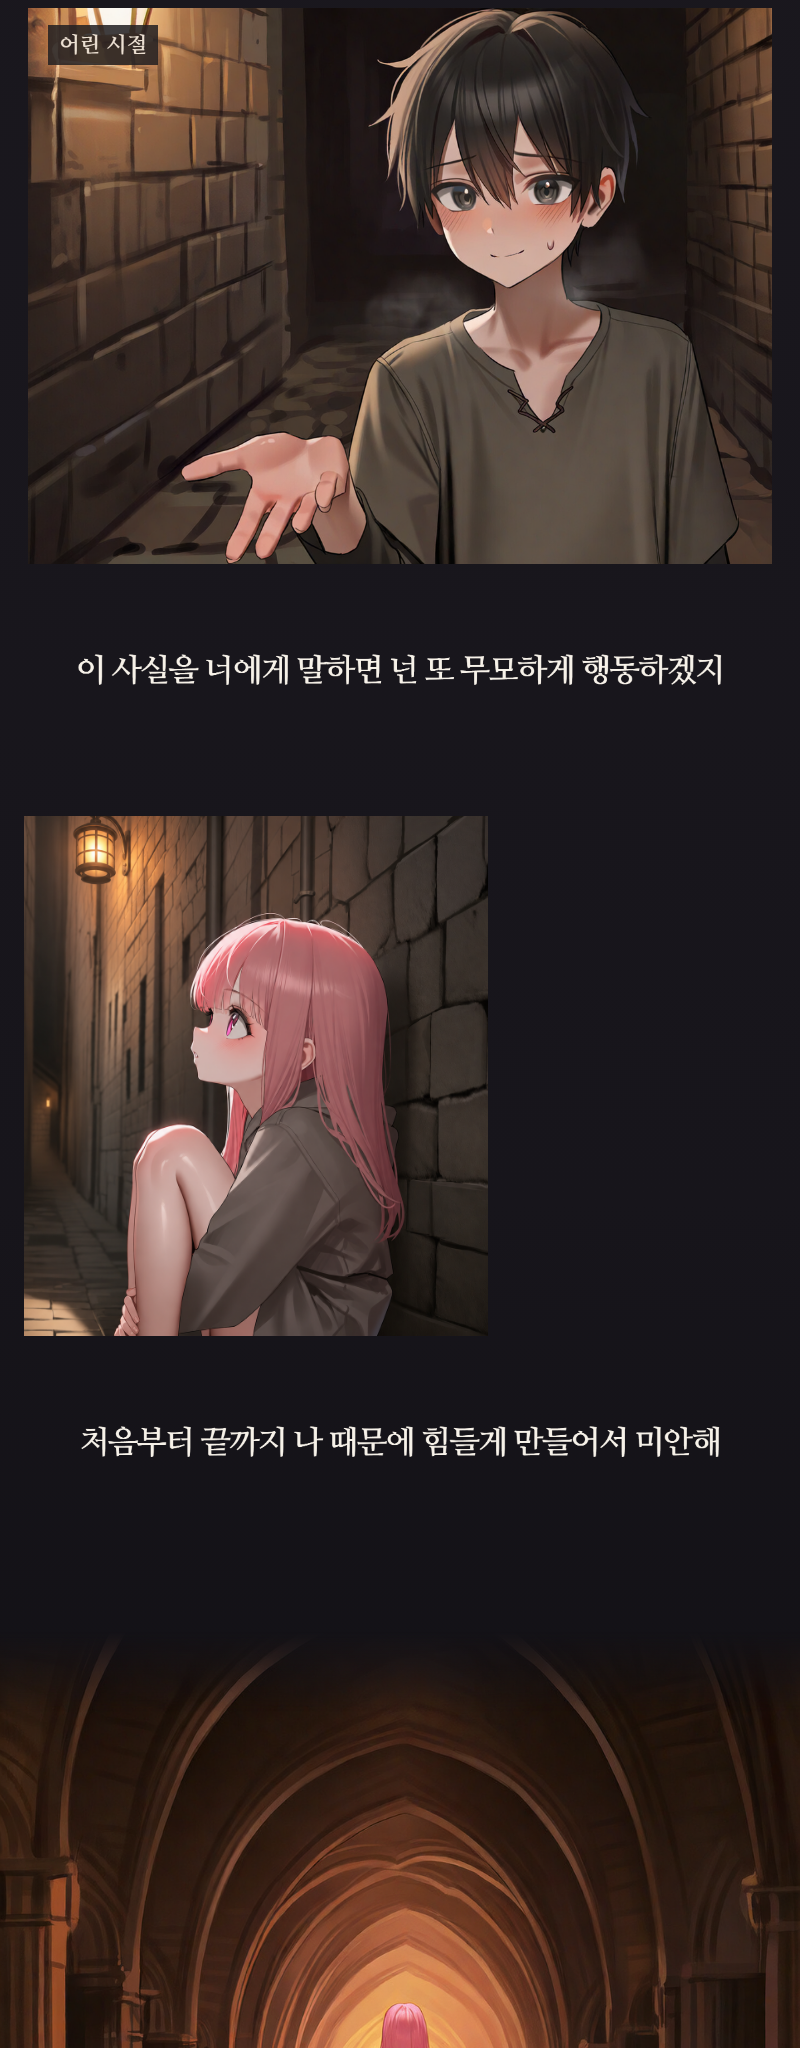 어린 시절
이 사실을 너에게 말하면 넌 또 무모하게 행동하겠지
처음부터 끝까지 나 때문에 힘들게 만들어서 미안해